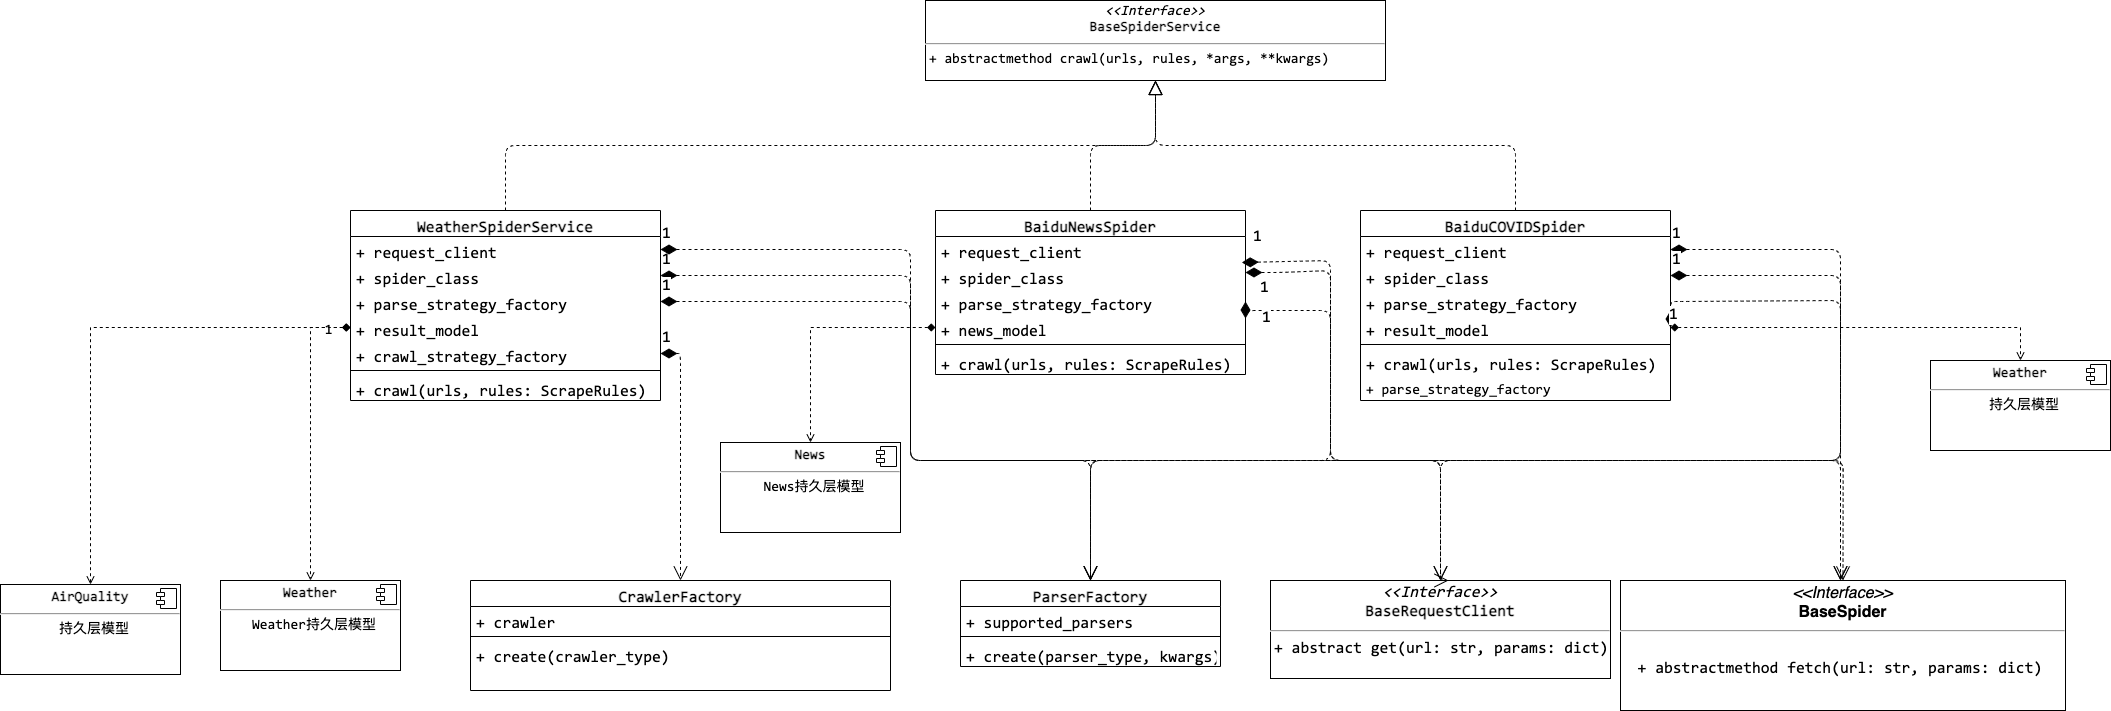 <<Interface>>
BaseSpiderService
+ abstractmethod crawl(urls, rules, *args, **kwargs)
WeatherSpiderService
+ request_client
+ spider_class
+ parse_strategy_factory
+ result_model
+ crawl_strategy_factory
+ crawl(urls, rules: ScrapeRules)
1
1
1
1
1
BaiduNewsSpider
+ request_client
+ spider_class
+ parse_strategy_factory
+ news_model
+ crawl(urls, rules: ScrapeRules)
1
1
1
BaiduCOVIDSpider
+ request_client
+ spider_class
+ parse_strategy_factory
+ result_model
+ crawl(urls, rules: ScrapeRules)
+ parse_strategy_factory
1
1
1
Weather
持久层模型
News
News持久层模型
AirQuality
持久层模型
Weather
Weather持久层模型
CrawlerFactory
+ crawler
+ create(crawler_type)
ParserFactory
+ supported_parsers
+ create(parser_type, kwargs)
<<Interface>>
BaseRequestClient
+ abstract get(url: str, params: dict)
<<Interface>>
BaseSpider
+ abstractmethod fetch(url: str, params: dict)